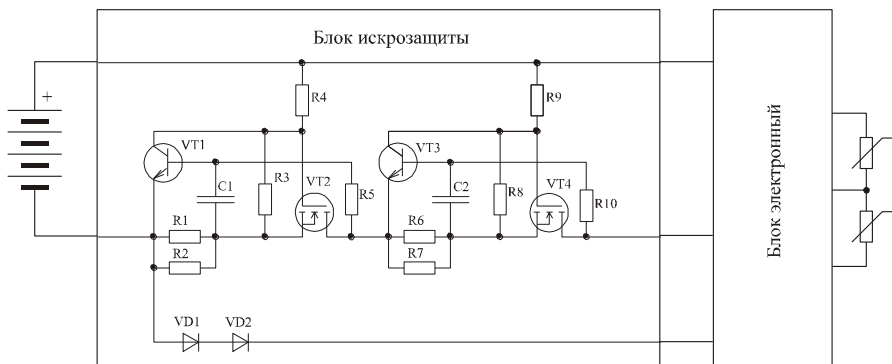 Блок искрозащиты
+
R4
R9
VT1
VT3
R3
C1
VT2
R5
R8
C2
VT4
R10
R1
R2
R6
R7
VD1
VD2
Блок электронный